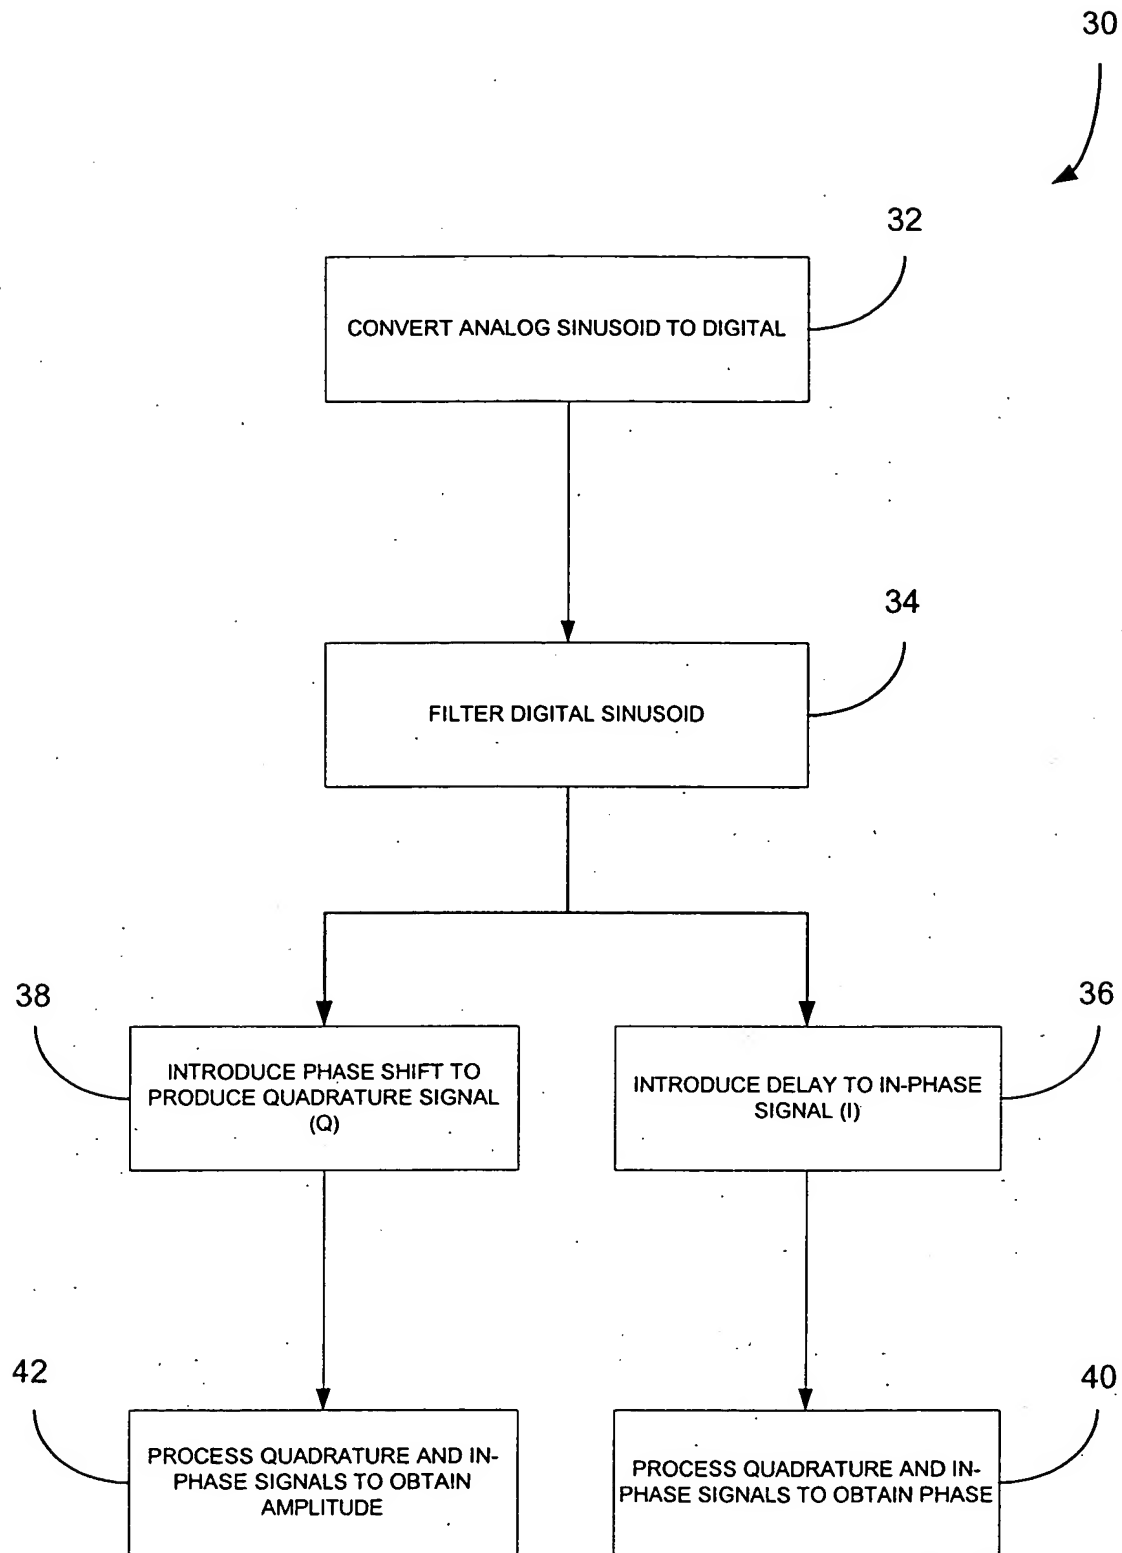 30
32
CONVERT ANALOG SINUSOID TO DIGITAL
34
FILTER DIGITAL SINUSOID
38
36
INTRODUCE PHASE SHIFT TO
PRODUCE QUADRATURE SIGNAL
(Q)
INTRODUCE DELAY TO IN-PHASE
SIGNAL (I)
42
40
PROCESS QUADRATURE AND IN-
PHASE SIGNALS TO OBTAIN
AMPLITUDE
PROCESS QUADRATURE AND IN-
PHASE SIGNALS TO OBTAIN PHASE